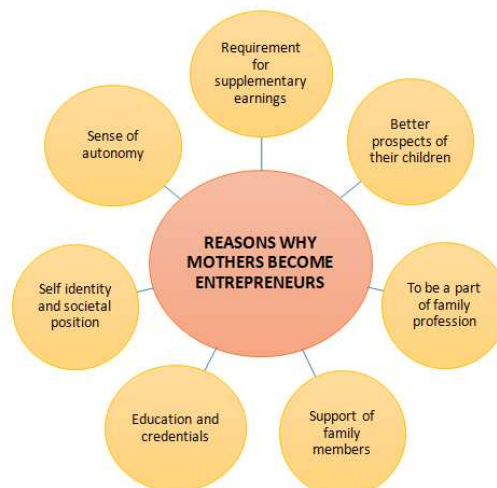 Requirement
for
supplementary
earnings
Better
prospects of
their children
To be a part
of family
profession
Support of
family
members
Education and
credentials
Self identity
and societal
position
Sense of
autonomy
REASONS WHY
MOTHERS BECOME
ENTREPRENEURS